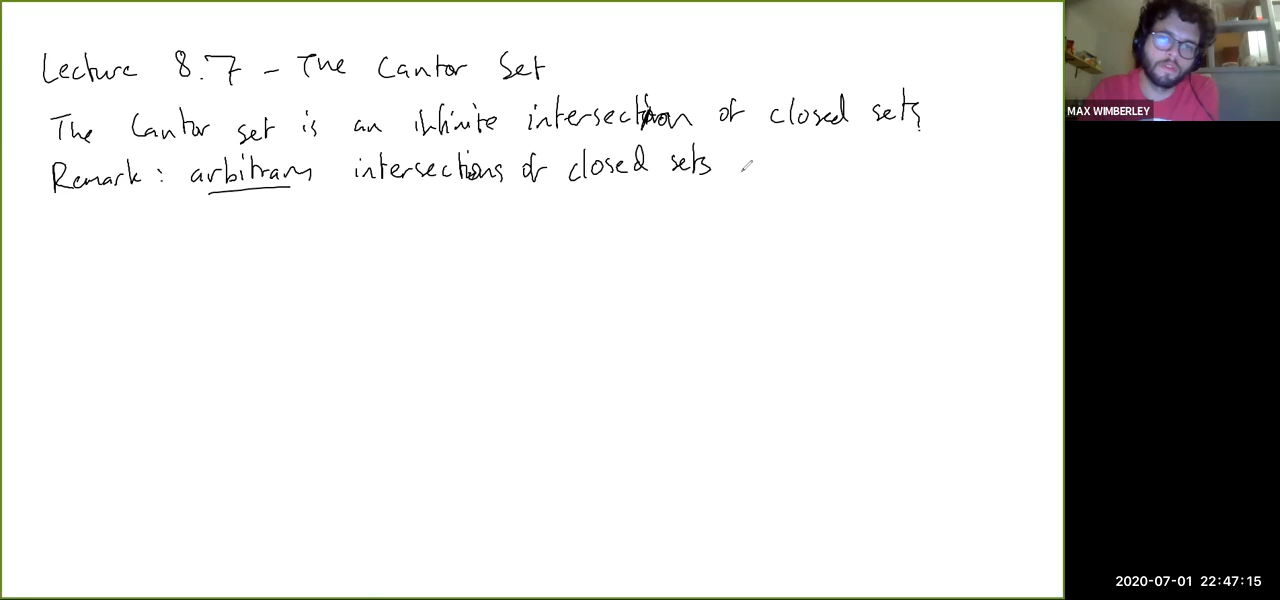 Lecture 8.7 - The Cantor Set
The Cantor set is an infinite intersection of closed sets
Remark: arbitrary intersections of closed sets
MAX WIMBERLEY
2020-07-01 22:47:15